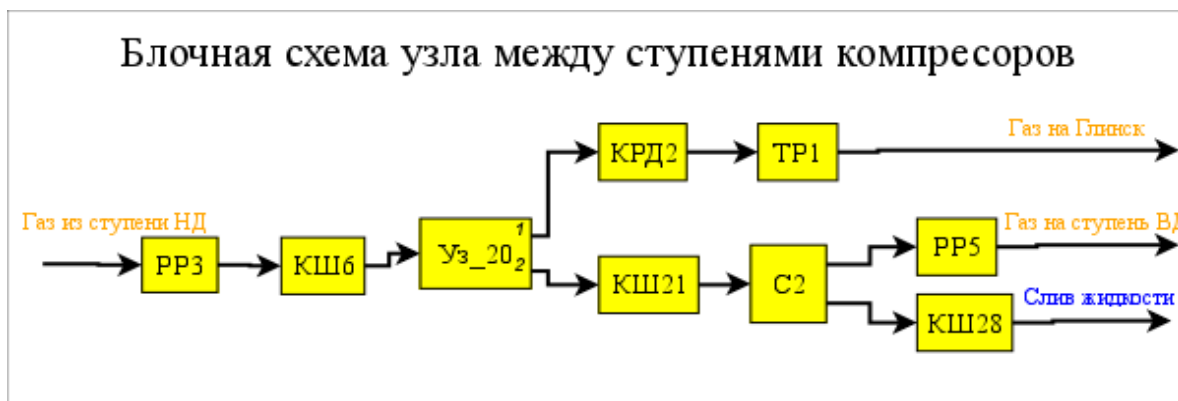 Блочная схема узла между ступенями компресоров
Газ на Глинск
КРД2
ТР1
Газ из ступени НД
Газ на ступень ВД
1
РР3
КШ6
Уз_20
2
РР5
КШ21
С2
Слив жидкости
КШ28